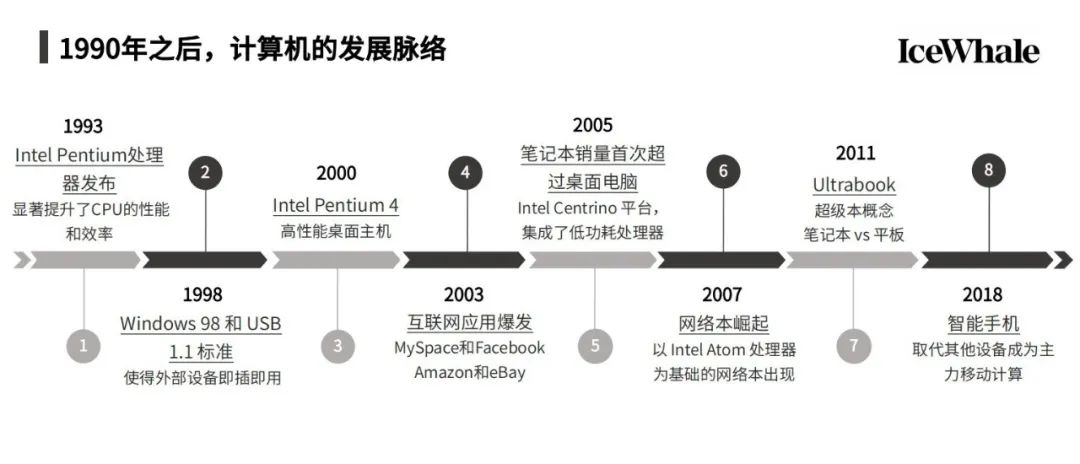 1990年之后，计算机的发展脉络
IceWhale
1993
Intel Pentium处理
器发布
显著提升了CPU的性能
和效率
1
2
1998
Windows 98 和 USB
1.1 标准
使得外部设备即插即用
2000
Intel Pentium 4
高性能桌面主机
3
4
2003
互联网应用爆发
MySpace和Facebook
Amazon和eBay
2005
笔记本销量首次超
过桌面电脑
Intel Centrino 平台，
集成了低功耗处理器
5
6
2007
网络本崛起
以 Intel Atom 处理器
为基础的网络本出现
2011
Ultrabook
超级本概念
笔记本 vs 平板
7
8
2018
智能手机
取代其他设备成为主
力移动计算